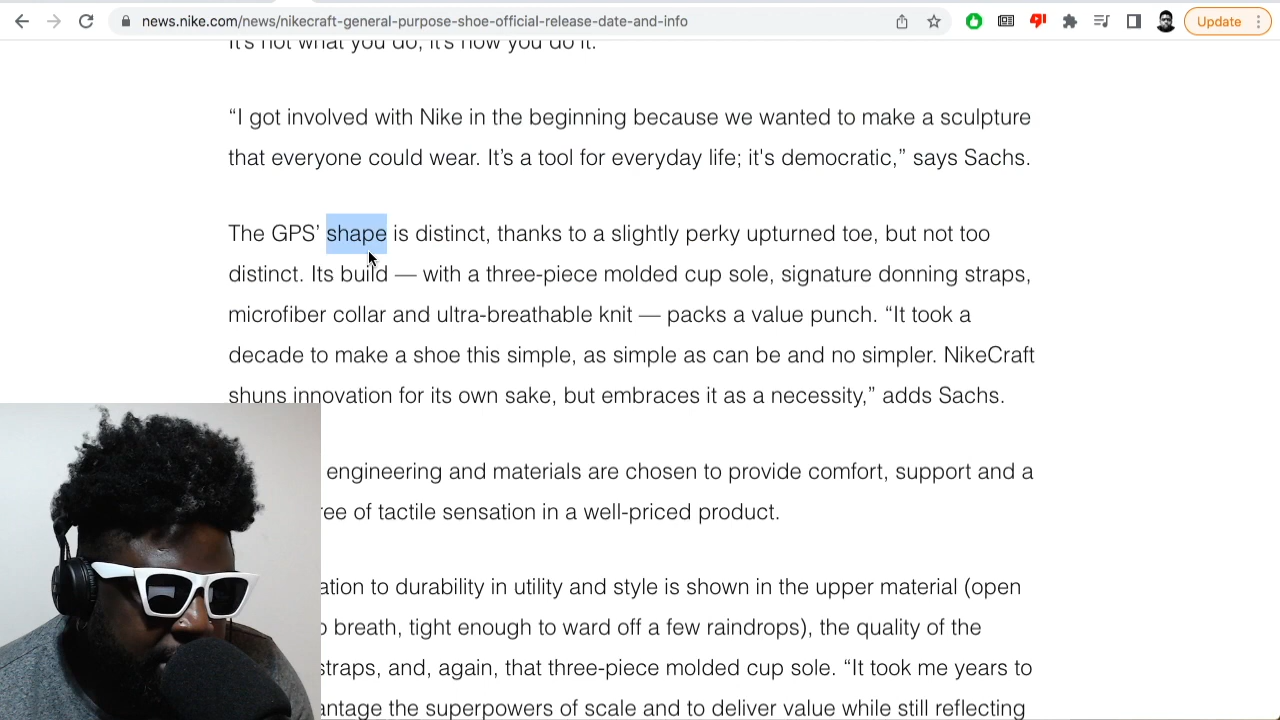 news.nike.com/news/nikecraft-general-purpose-shoe-official-release-date-and-info
Update
It's not what you do, it's how you do it.
“I got involved with Nike in the beginning because we wanted to make a sculpture
that everyone could wear. It’s a tool for everyday life; it's democratic,” says Sachs.
The GPS’ shape is distinct, thanks to a slightly perky upturned toe, but not too
distinct. Its build — with a three-piece molded cup sole, signature donning straps,
microfiber collar and ultra-breathable knit — packs a value punch. “It took a
decade to make a shoe this simple, as simple as can be and no simpler. NikeCraft
shuns innovation for its own sake, but embraces it as a necessity,” adds Sachs.
engineering and materials are chosen to provide comfort, support and a
ree of tactile sensation in a well-priced product.
ation to durability in utility and style is shown in the upper material (open
breath, tight enough to ward off a few raindrops), the quality of the
straps, and, again, that three-piece molded cup sole. “It took me years to
antage the superpowers of scale and to deliver value while still reflecting